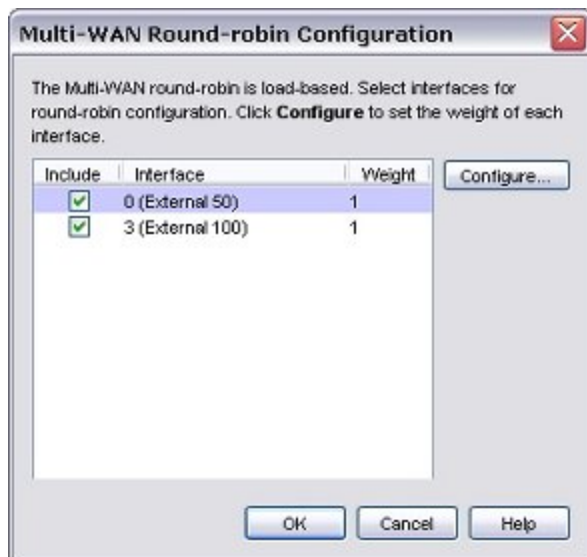 Multi-WAN Round-robin Configuration
The Multi-WAN round-robin is load-based. Select interfaces for
round-robin configuration. Click Configure to set the weight of each
interface.
Include Interface Weight Configure...
0 (External 50) 1
3 (External 100) 1
OK Cancel Help